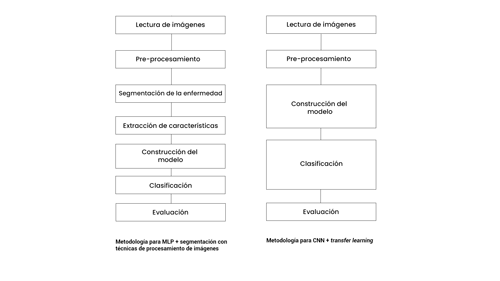 Lectura de imágenes
Pre-procesamiento
Segmentación de la enfermedad
Extracción de características
Construcción del
modelo
Clasificación
Evaluación
Metodología para MLP + segmentación con
técnicas de procesamiento de imágenes
Lectura de imágenes
Pre-procesamiento
Construcción del
modelo
Clasificación
Evaluación
Metodología para CNN + transfer learning